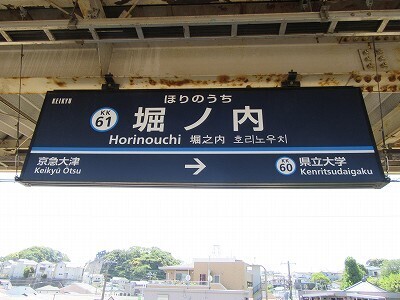 KEIKYU
ほりのうち
KK 61 堀ノ内
Horinouchi 堀之内 호리노우치
京急大津 → KK 60 県立大学
Keikyū Ōtsu Kenritsudaigaku